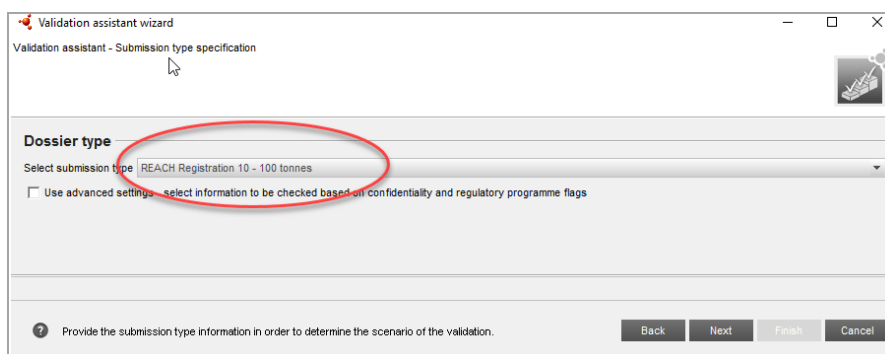 Validation assistant wizard
Validation assistant - Submission type specification
Dossier type
Select submission type REACH Registration 10 - 100 tonnes
Use advanced settings - select information to be checked based on confidentiality and regulatory programme flags
Provide the submission type information in order to determine the scenario of the validation.
Back Next Finish Cancel